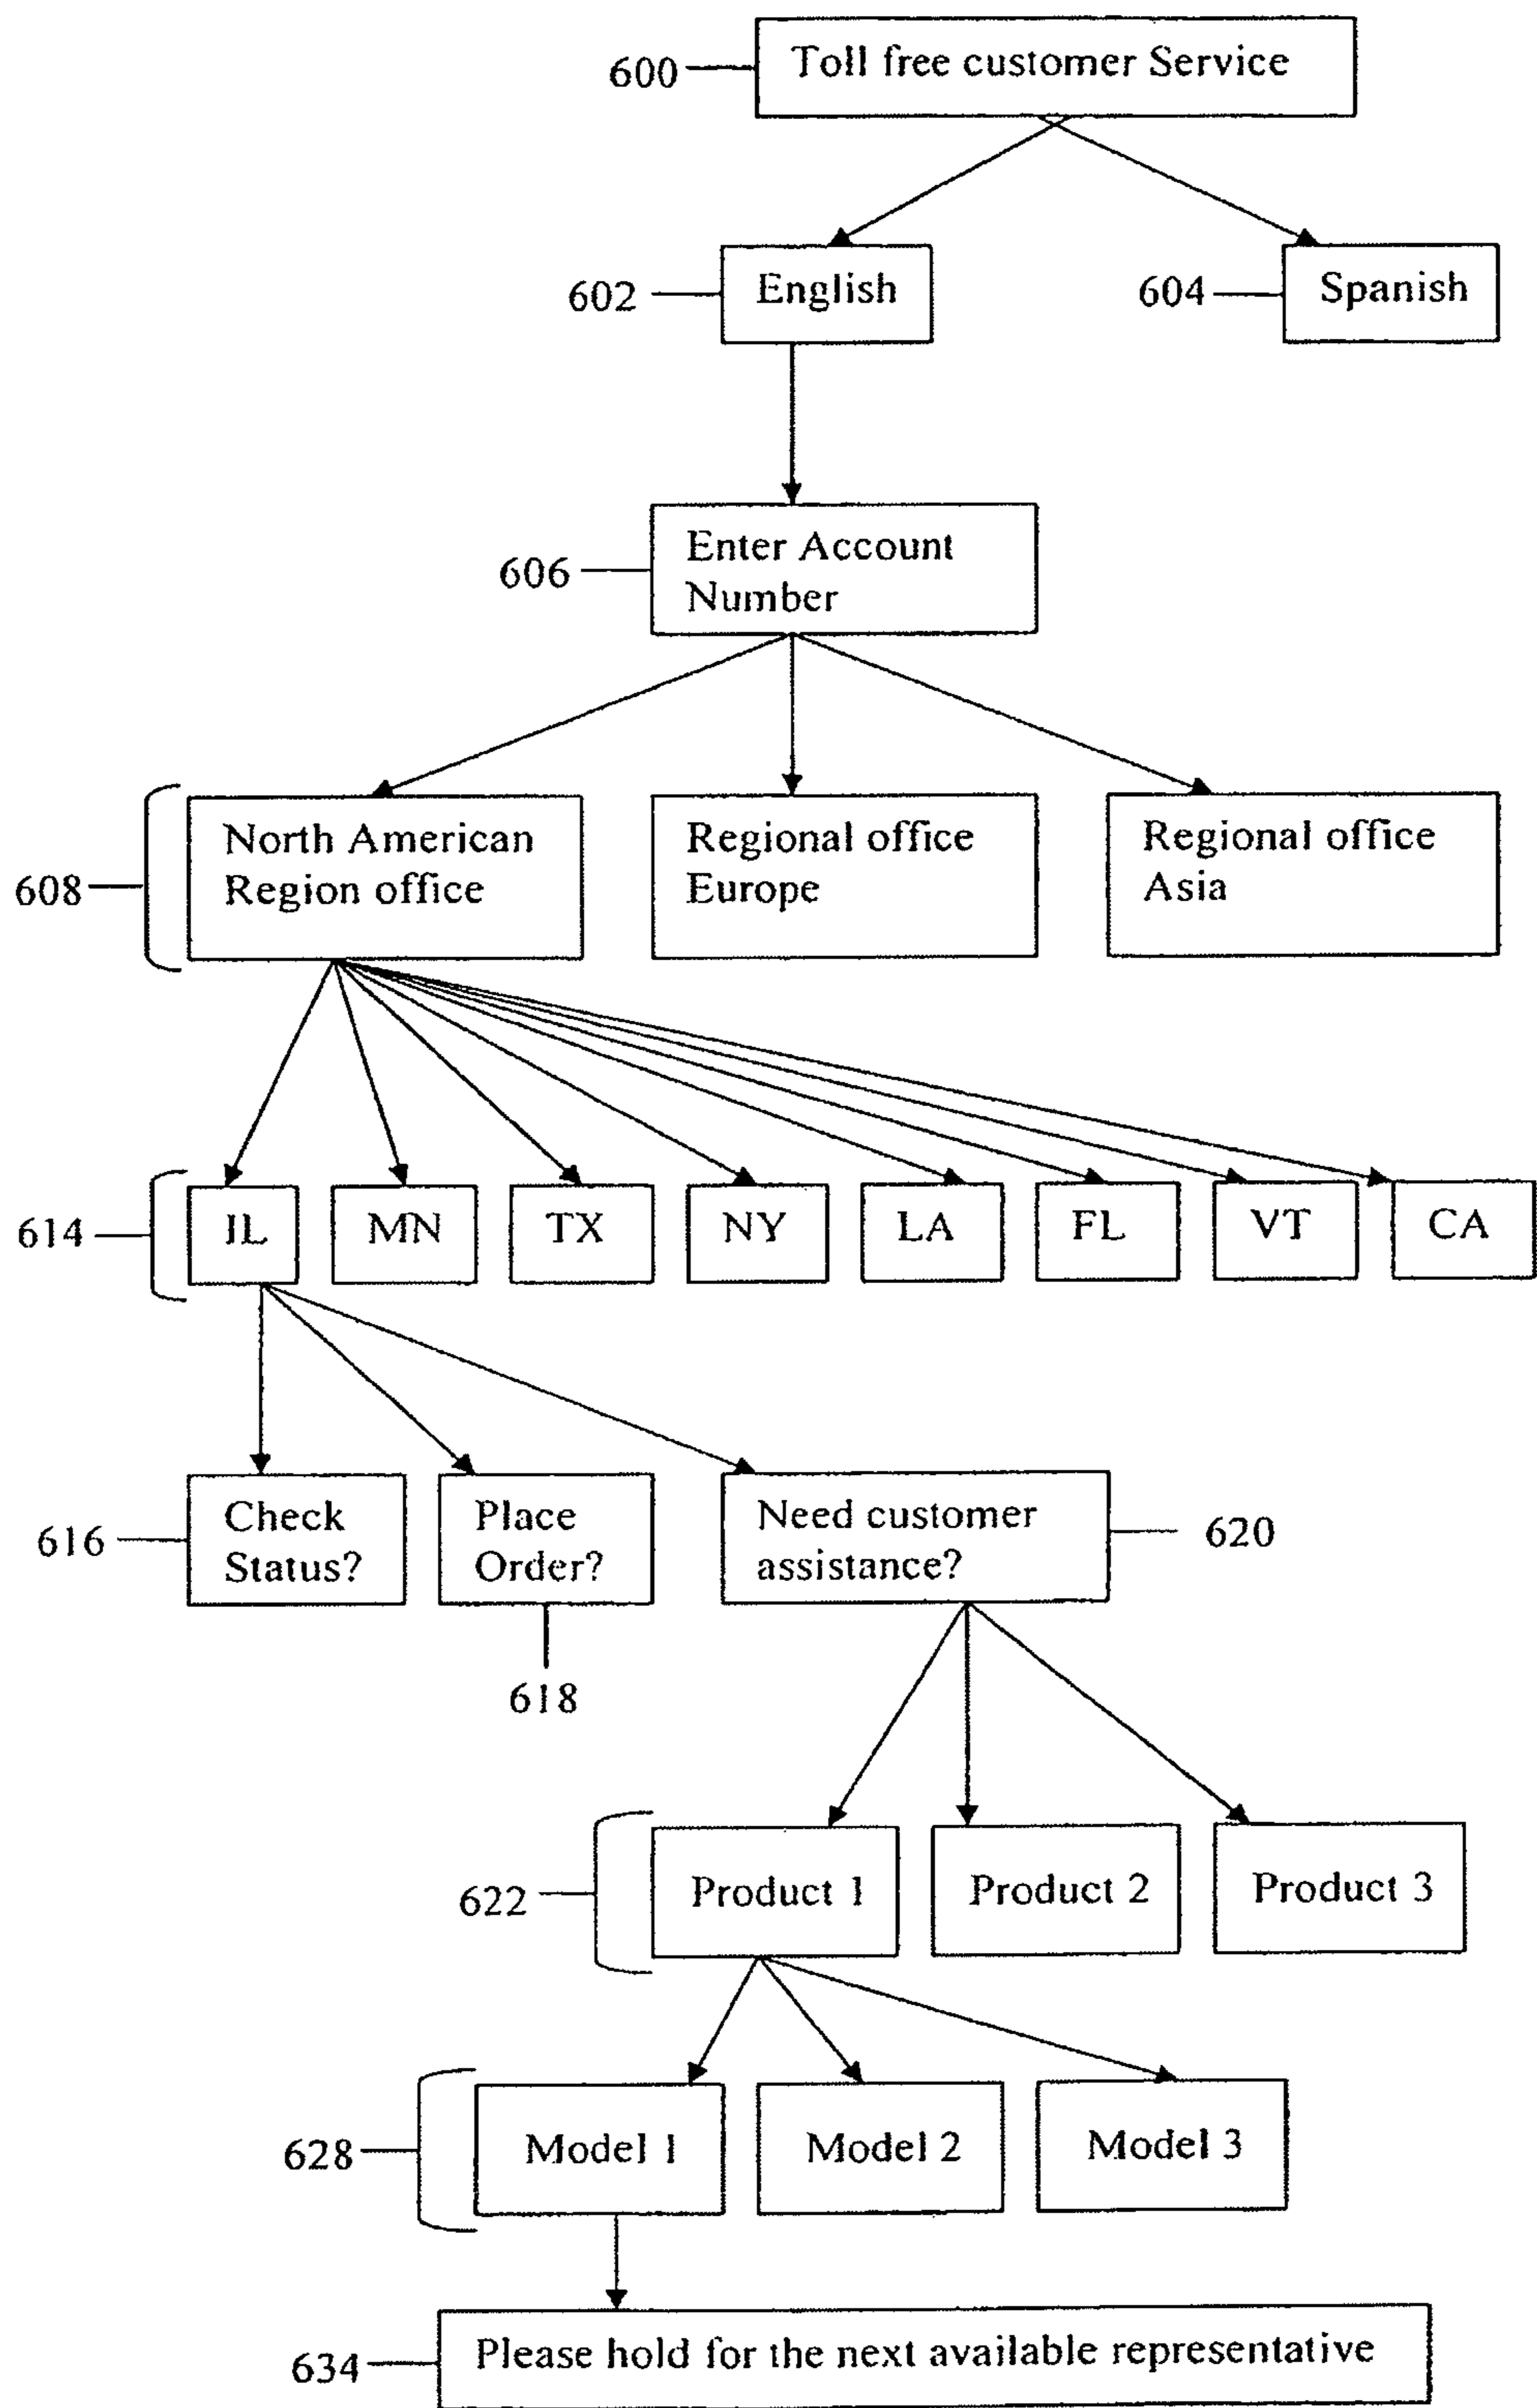 600
Toll free customer Service
602
English
604
Spanish
606
Enter Account
Number
608
North American
Region office
Regional office
Europe
Regional office
Asia
614
IL
MN
TX
NY
LA
FL
VT
CA
616
Check
Status?
Place
Order?
618
Need customer
assistance?
620
622
Product 1
Product 2
Product 3
628
Model 1
Model 2
Model 3
634
Please hold for the next available representative